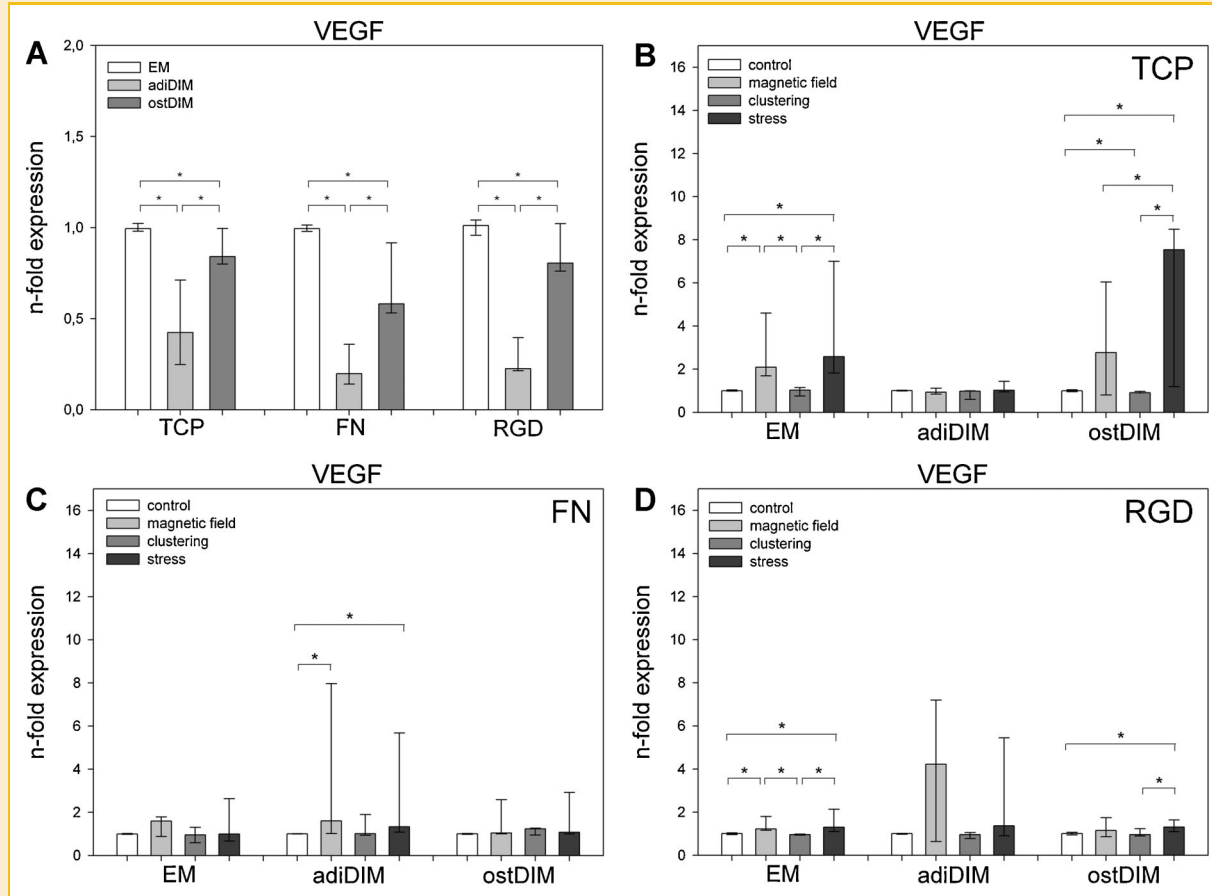 VEGF
A
2,0
EM
adiDIM
ostDIM
1,5
* 
* *
*
* *
*
* *
1,0
0,5
0,0
n-fold expression
TCP FN RGD
VEGF
B
TCP
16
control
magnetic field
clustering
stress
14
*
12
*
10
*
*
*
8
* * *
6
4
2
0
n-fold expression
EM adiDIM ostDIM
VEGF
C
FN
16
control
magnetic field
clustering
stress
14
12
10
*
*
8
6
4
2
0
n-fold expression
EM adiDIM ostDIM
VEGF
D
RGD
16
control
magnetic field
clustering
stress
14
12
10
8
6
* *
4
* * *
*
2
0
n-fold expression
EM adiDIM ostDIM